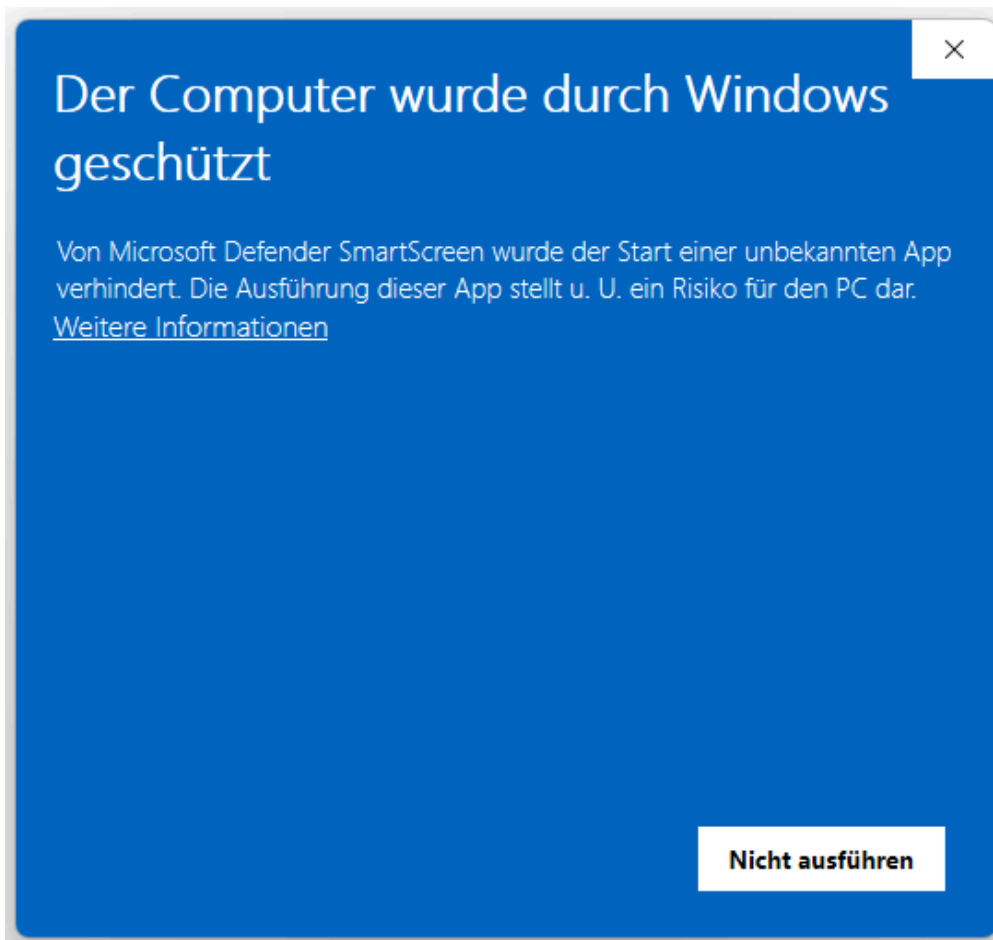 Der Computer wurde durch Windows
geschützt
Von Microsoft Defender SmartScreen wurde der Start einer unbekannten App
verhindert. Die Ausführung dieser App stellt u. U. ein Risiko für den PC dar.
Weitere Informationen
Nicht ausführen